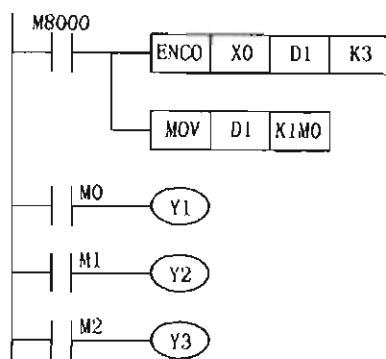 M8000
ENCO X0 D1 K3
MOV D1 K1M0
M0
Y1
M1
Y2
M2
Y3